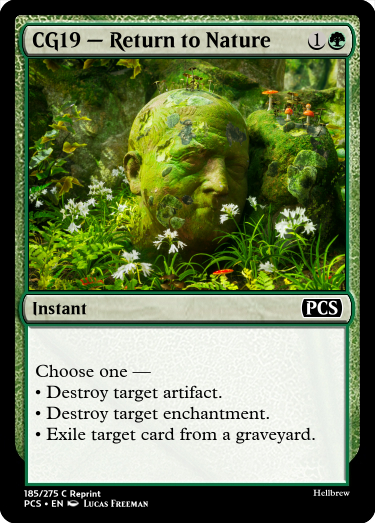 CG19 — Return to Nature 1
Instant PCS
Choose one —
• Destroy target artifact.
• Destroy target enchantment.
• Exile target card from a graveyard.
185/275 C Reprint Hellbrew
PCS • EN Lucas Freeman